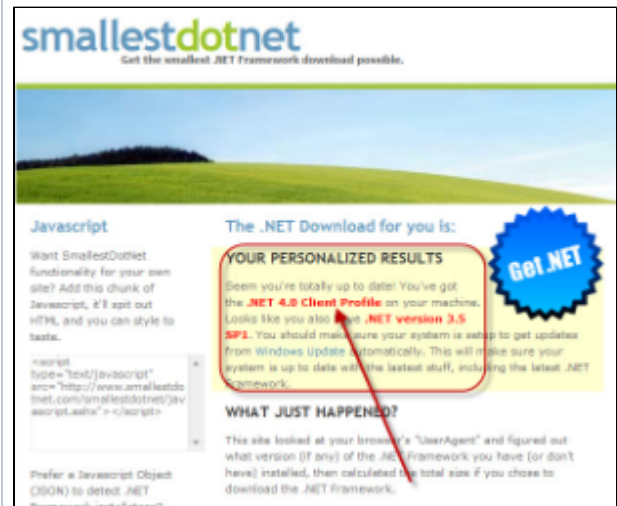 smallestdotnet
Get the smallest .NET Framework download possible.
Javascript
Want SmallestDotNet
functionality for your own
site? Add this chunk of
Javascript, it'll spit out
HTML, and you can style to
taste.
<script
type="text/javascript"
src="http://www.smallestdo
tnet.com/smallestdotnet/jav
ascript.ashx"></script>
Prefer a Javascript Object
(JSON) to detect .NET
The .NET Download for you is:
Get .NET
YOUR PERSONALIZED RESULTS
Seem you're totally up to date! You've got
the .NET 4.0 Client Profile on your machine.
Looks like you also have .NET version 3.5
SP1. You should make sure your system is setup to get updates
from Windows Update automatically. This will make sure your
system is up to date with the lastest stuff, including the latest .NET
Framework.
WHAT JUST HAPPENED?
This site looked at your browser's "UserAgent" and figured out
what version (if any) of the .NET Framework you have (or don't
have) installed, then calculated the total size if you chose to
download the .NET Framework.